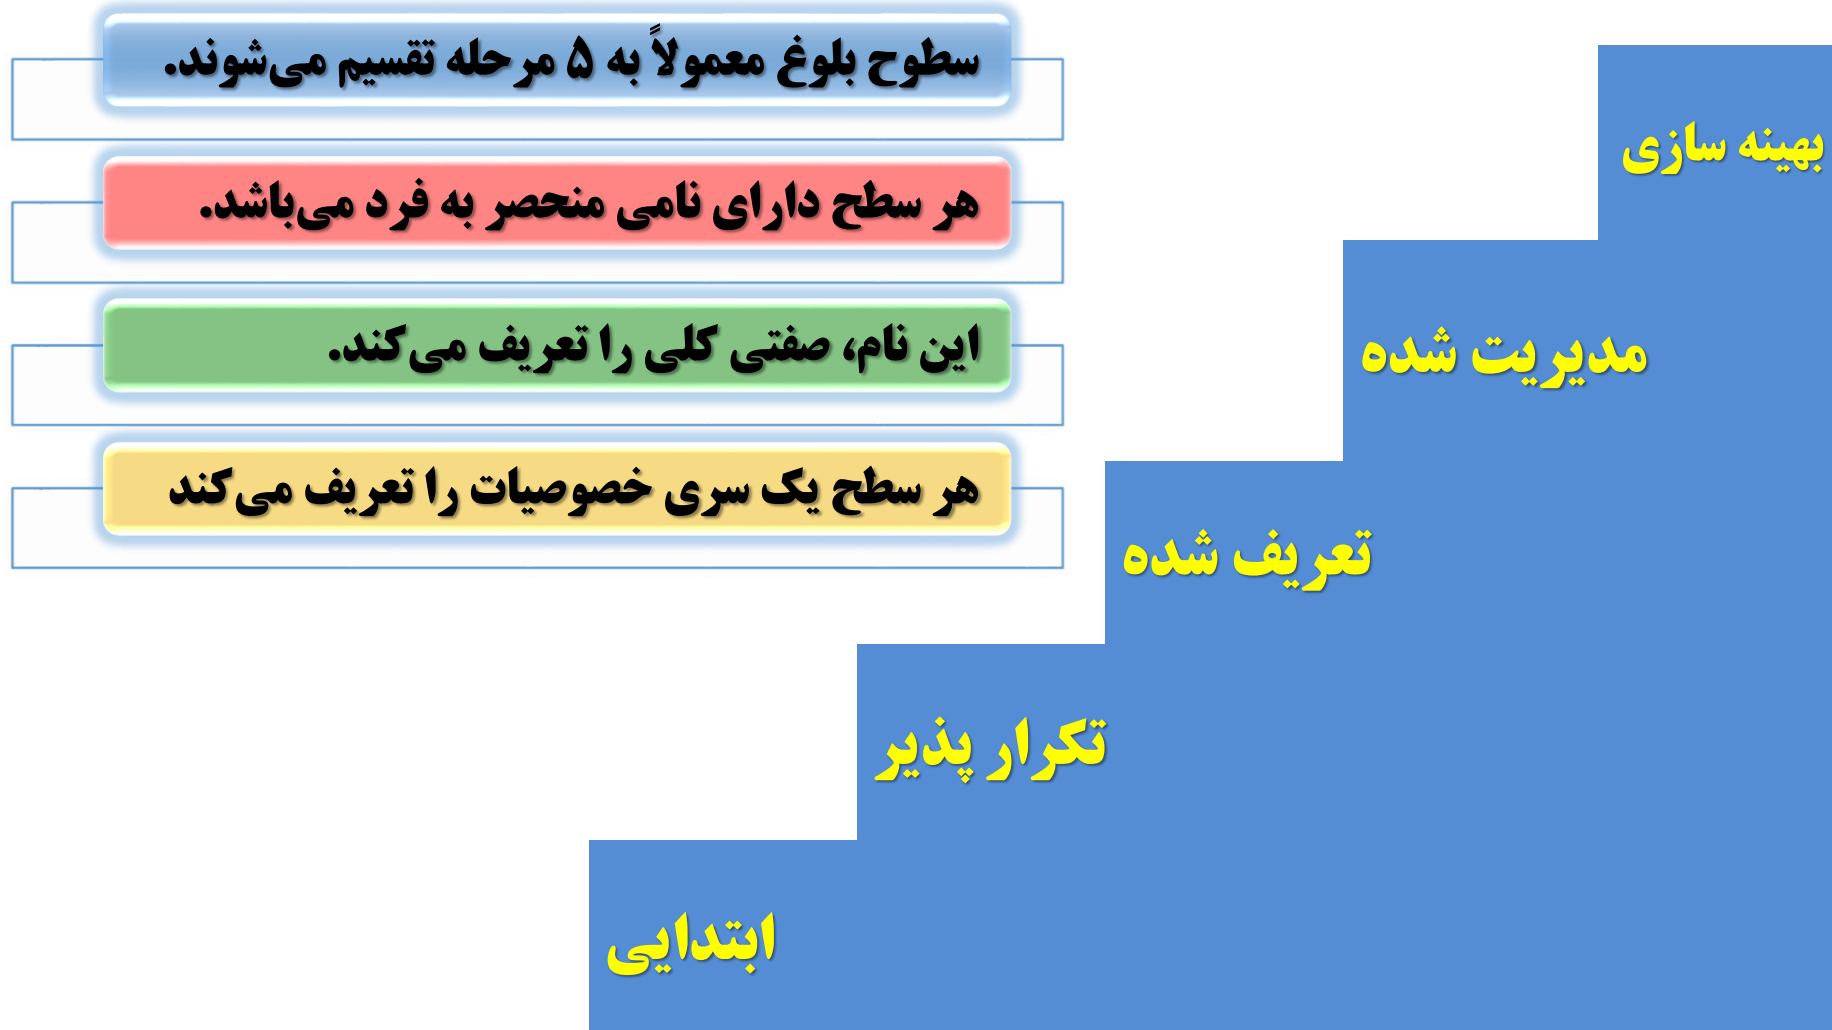 سطوح بلوغ معمولاً به ۵ مرحله تقسیم می‌شوند.
هر سطح دارای نامی منحصر به فرد می‌باشد.
این نام، صفتی کلی را تعریف می‌کند.
هر سطح یک سری خصوصیات را تعریف می‌کند
بهینه سازی
مدیریت شده
تعریف شده
تکرار پذیر
ابتدایی